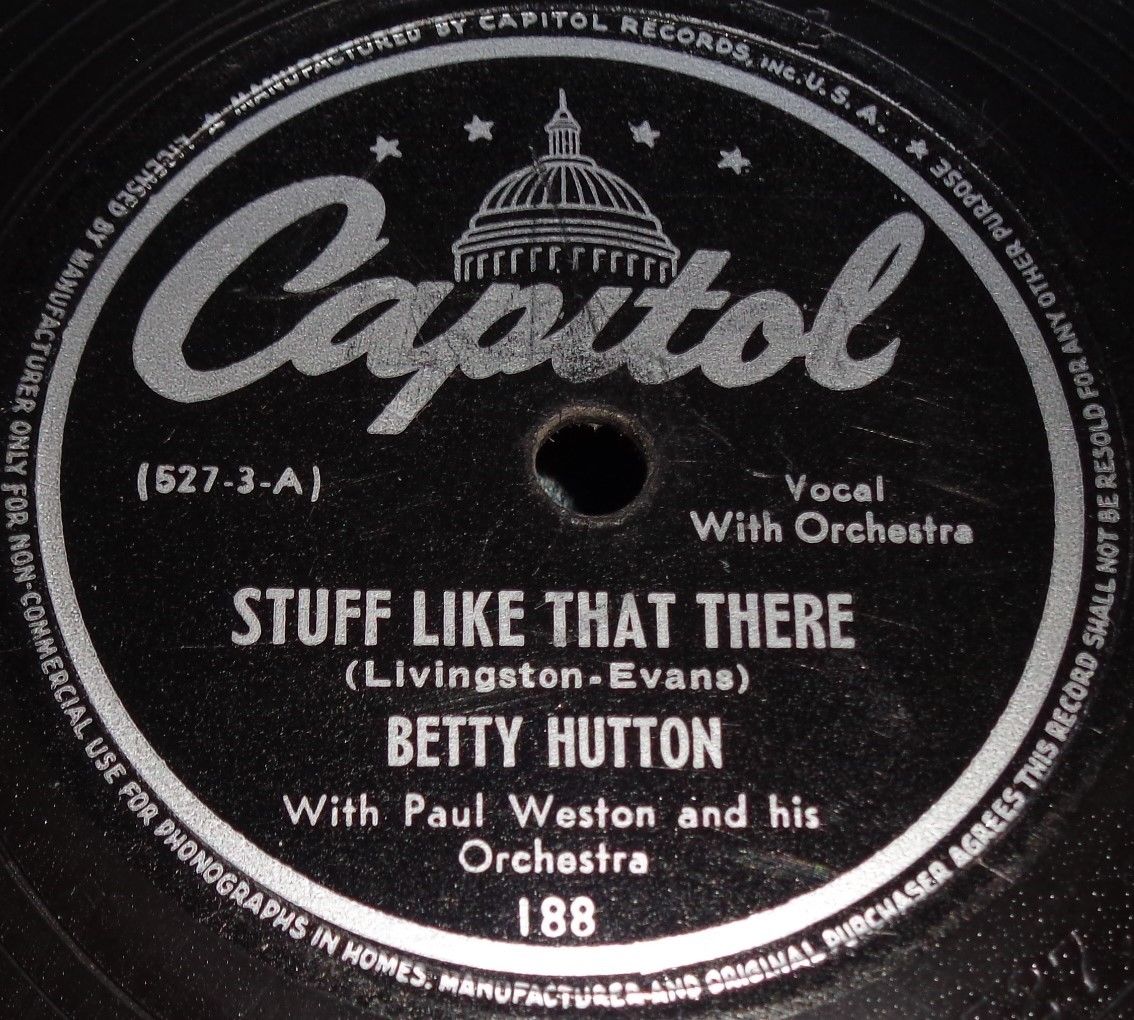 Capitol
(527-3-A)
Vocal
With Orchestra
STUFF LIKE THAT THERE
(Livingston-Evans)
BETTY HUTTON
With Paul Weston and his
Orchestra
188
MANUFACTURED BY CAPITOL RECORDS, INC. U.S.A. ★ LICENSED BY MANUFACTURER ONLY FOR NON-COMMERCIAL USE FOR PHONOGRAPHS IN HOMES. MANUFACTURER AND ORIGINAL PURCHASER AGREES THIS RECORD SHALL NOT BE RESOLD FOR ANY OTHER PURPOSE ★